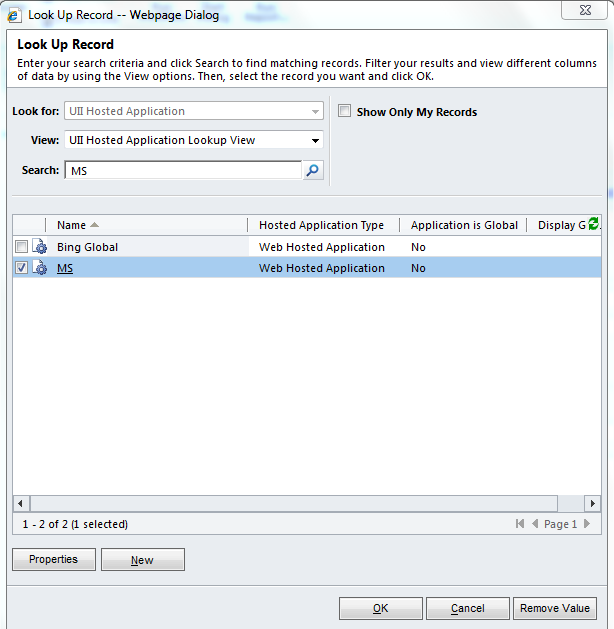 Look Up Record -- Webpage Dialog
Look Up Record
Enter your search criteria and click Search to find matching records. Filter your results and view different columns
of data by using the View options. Then, select the record you want and click OK.
Look for: UII Hosted Application
Show Only My Records
View: UII Hosted Application Lookup View
Search: MS
Name Hosted Application Type Application is Global Display G
Bing Global Web Hosted Application No
MS Web Hosted Application No
1 - 2 of 2 (1 selected) Page 1
Properties New
OK Cancel Remove Value